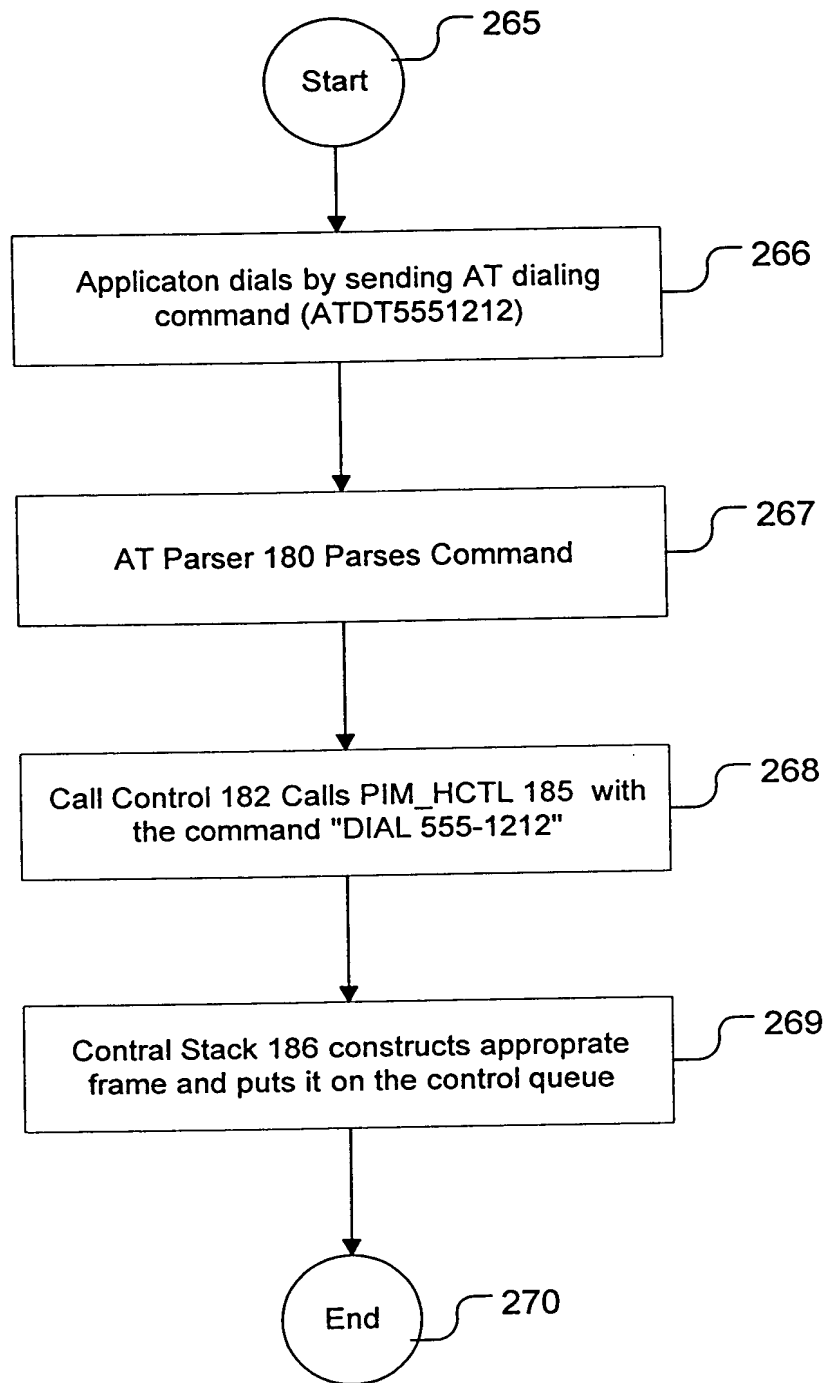 265
Start
266
Applicaton dials by sending AT dialing
command (ATDT5551212)
267
AT Parser 180 Parses Command
268
Call Control 182 Calls PIM_HCTL 185 with
the command "DIAL 555-1212"
269
Contral Stack 186 constructs approprate
frame and puts it on the control queue
270
End